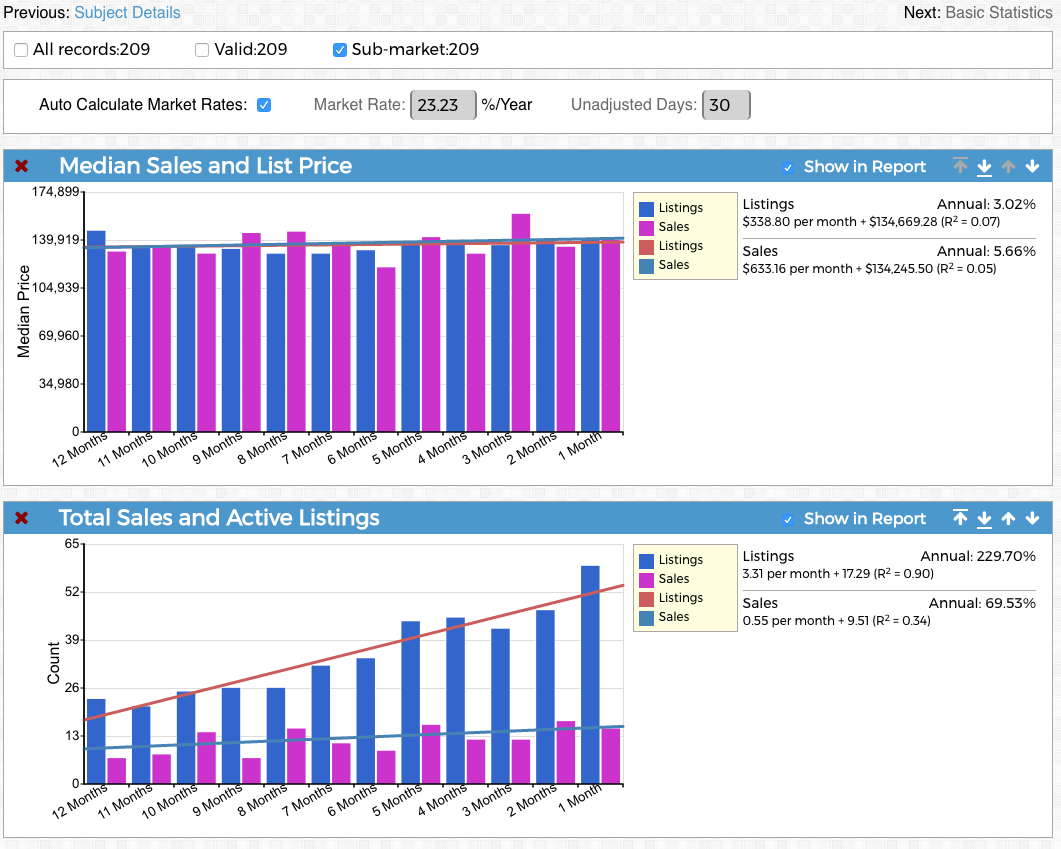 Previous: Subject Details
Next: Basic Statistics
All records:209
Valid:209
Sub-market:209
Auto Calculate Market Rates:
Market Rate: 23.23 %/Year
Unadjusted Days: 30
Median Sales and List Price
Show in Report
174,899
139,919
104,939
69,960
34,980
0
Median Price
12 Months
11 Months
10 Months
9 Months
8 Months
7 Months
6 Months
5 Months
4 Months
3 Months
2 Months
1 Month
Listings
Sales
Listings
Sales
Listings Annual: 3.02%
$338.80 per month + $134,669.28 (R² = 0.07)
Sales Annual: 5.66%
$633.16 per month + $134,245.50 (R² = 0.05)
Total Sales and Active Listings
Show in Report
65
52
39
26
13
0
Count
12 Months
11 Months
10 Months
9 Months
8 Months
7 Months
6 Months
5 Months
4 Months
3 Months
2 Months
1 Month
Listings
Sales
Listings
Sales
Listings Annual: 229.70%
3.31 per month + 17.29 (R² = 0.90)
Sales Annual: 69.53%
0.55 per month + 9.51 (R² = 0.34)